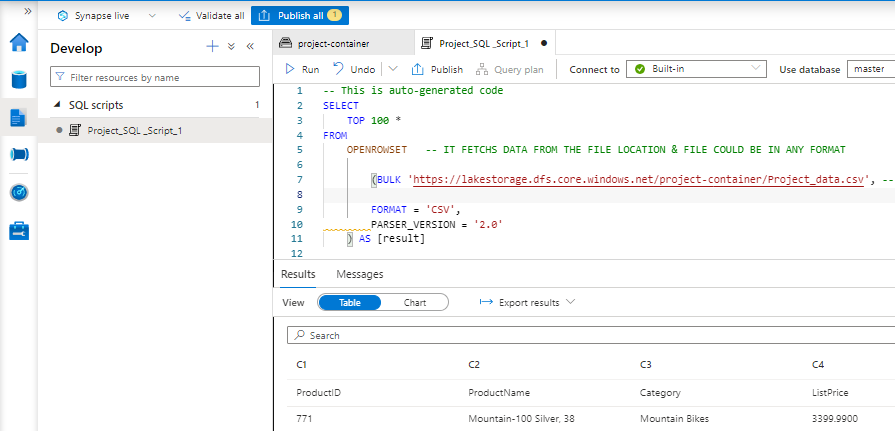 »
Synapse live
Validate all
Publish all 1
Develop
Filter resources by name
SQL scripts 1
Project_SQL _Script_1
project-container
Project_SQL _Script_1
Run Undo Publish Query plan Connect to Built-in Use database master
1 -- This is auto-generated code
2 SELECT
3 TOP 100 *
4 FROM
5 OPENROWSET -- IT FETCHS DATA FROM THE FILE LOCATION & FILE COULD BE IN ANY FORMAT
6
7 (BULK 'https://lakestorage.dfs.core.windows.net/project-container/Project_data.csv', --
8
9 FORMAT = 'CSV',
10 PARSER_VERSION = '2.0'
11 ) AS [result]
12
Results Messages
View Table Chart Export results
Search
C1 C2 C3 C4
ProductID ProductName Category ListPrice
771 Mountain-100 Silver, 38 Mountain Bikes 3399.9900